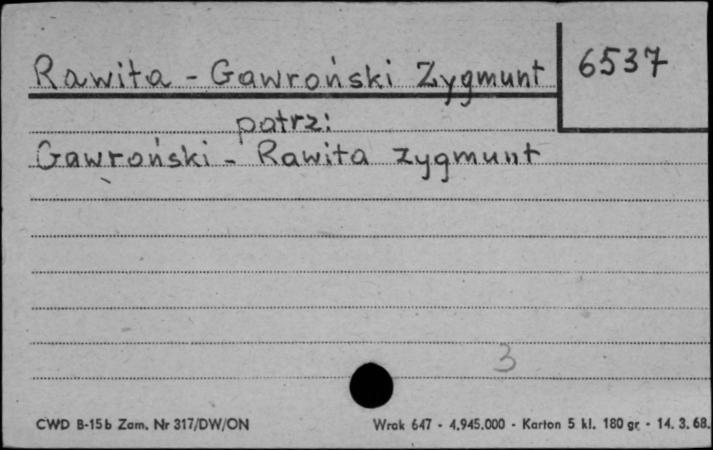 Rawita - Gawroński Zygmunt
6537
patrz:
Gawroński - Rawita Zygmunt
3
CWD B-15b Zam. Nr 317/DW/ON
Wrak 647 - 4.945.000 - Karton 5 kl. 180 gr - 14. 3. 68.